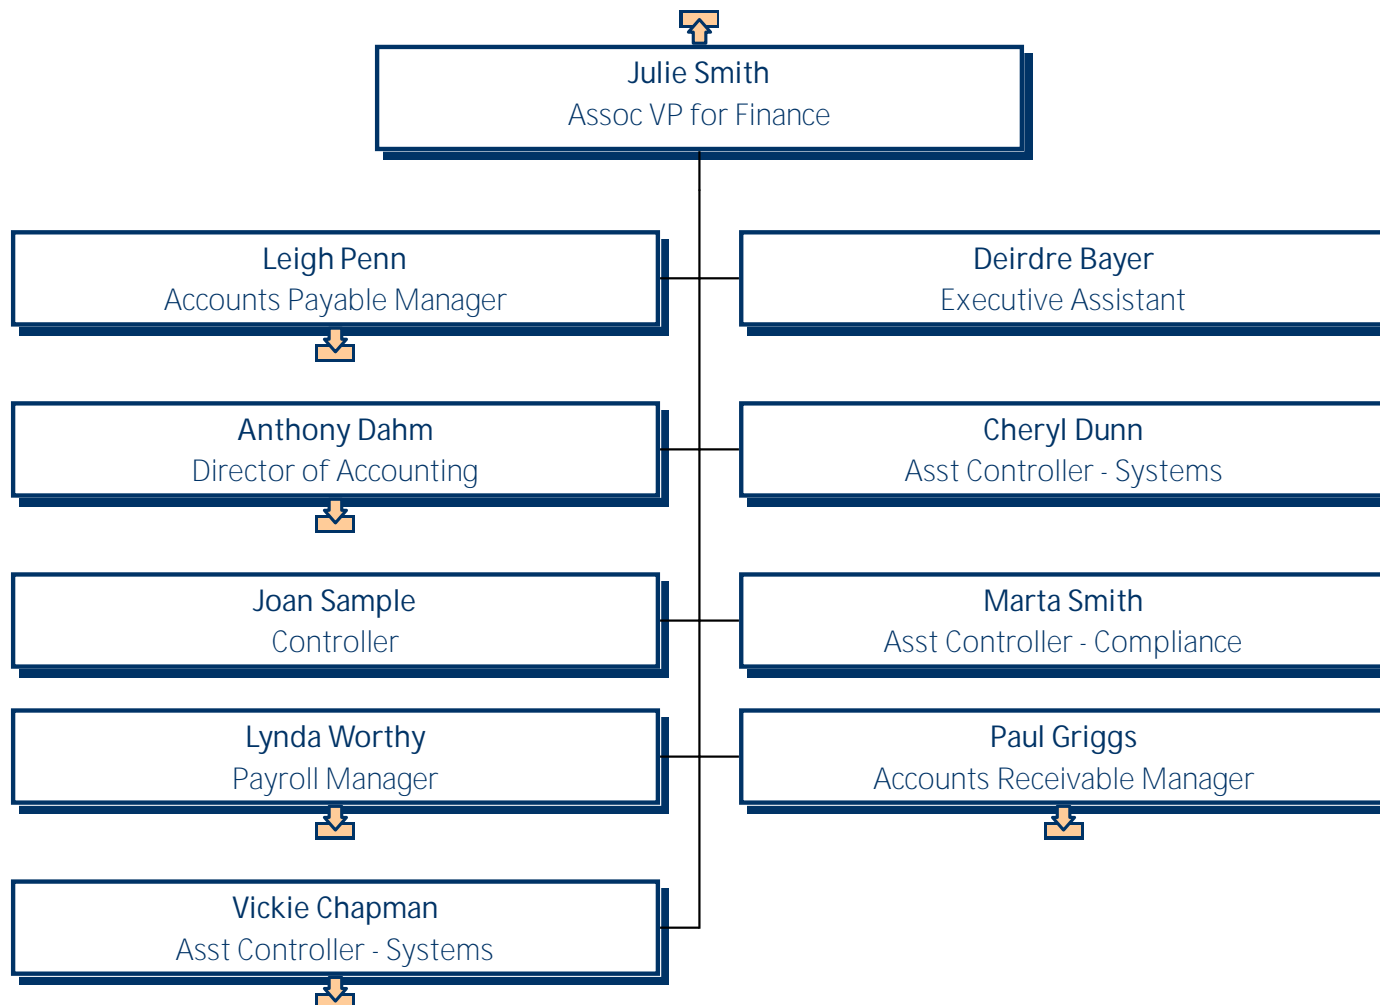 Julie Smith
Assoc VP for Finance
Leigh Penn
Accounts Payable Manager
Deirdre Bayer
Executive Assistant
Anthony Dahm
Director of Accounting
Cheryl Dunn
Asst Controller - Systems
Joan Sample
Controller
Marta Smith
Asst Controller - Compliance
Lynda Worthy
Payroll Manager
Paul Griggs
Accounts Receivable Manager
Vickie Chapman
Asst Controller - Systems